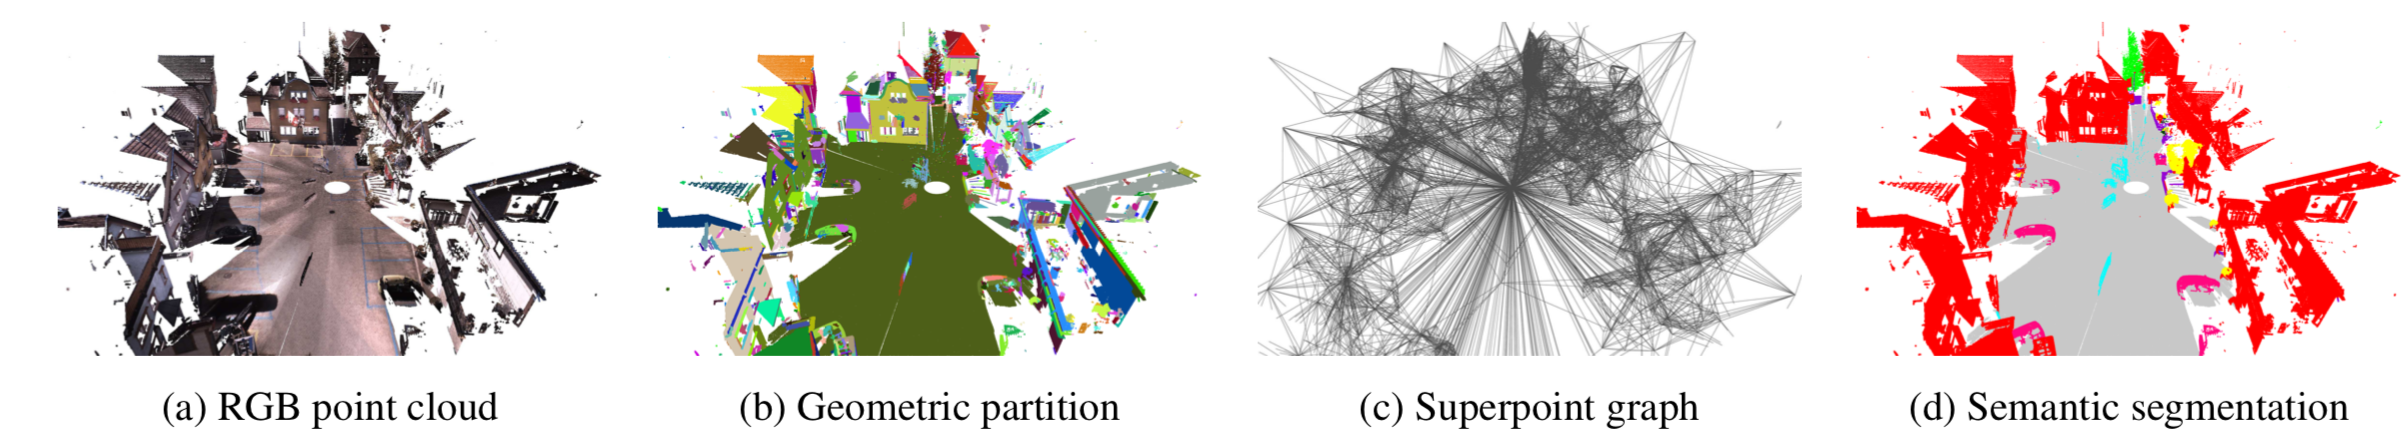 (a) RGB point cloud
(b) Geometric partition
(c) Superpoint graph
(d) Semantic segmentation